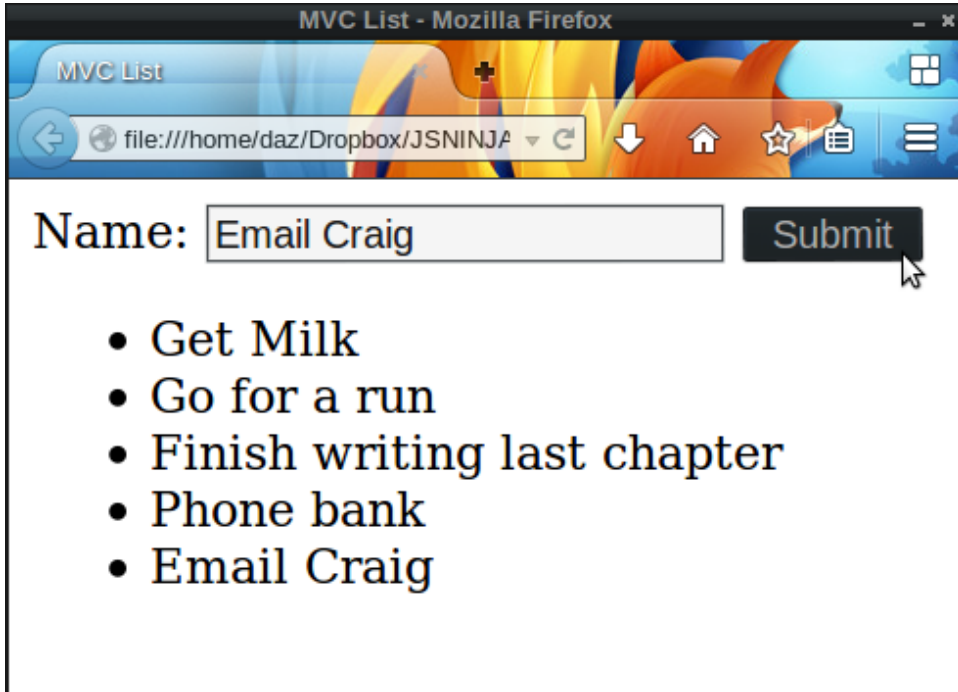 MVC List - Mozilla Firefox
MVC List
file:///home/daz/Dropbox/JSNINJA
Name: Email Craig Submit
• Get Milk
• Go for a run
• Finish writing last chapter
• Phone bank
• Email Craig